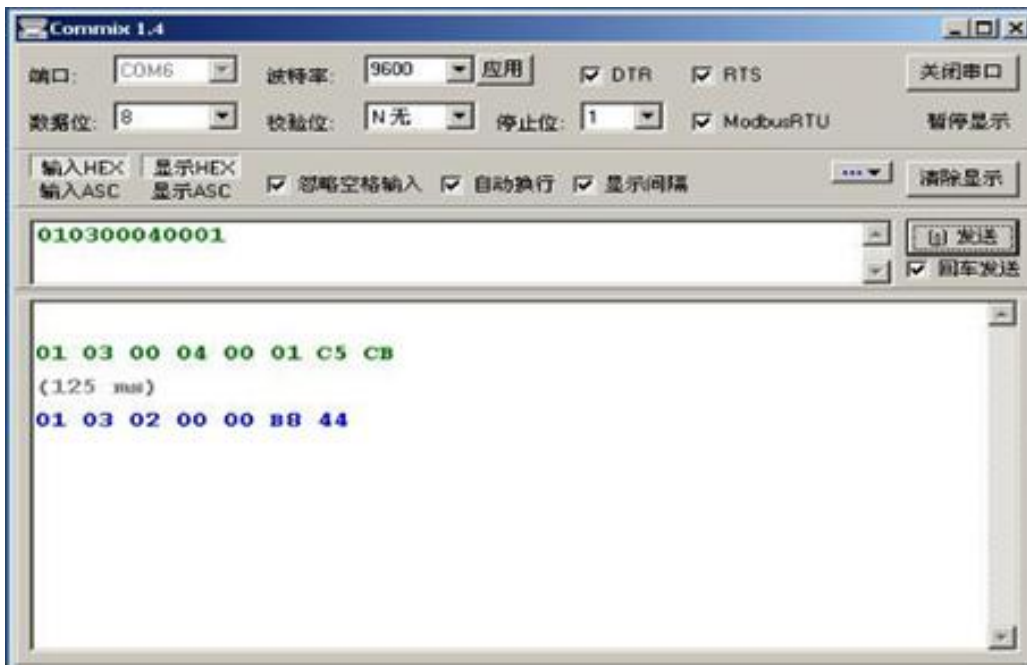 Commix 1.4
端口: COM6 波特率: 9600 应用 DTR RTS 关闭串口
数据位: 8 校验位: N无 停止位: 1 ModbusRTU 暂停显示
输入HEX 显示HEX
输入ASC 显示ASC 忽略空格输入 自动换行 显示间隔 ... 清除显示
010300040001 发送
回车发送
01 03 00 04 00 01 C5 CB
(125 ms)
01 03 02 00 00 B8 44